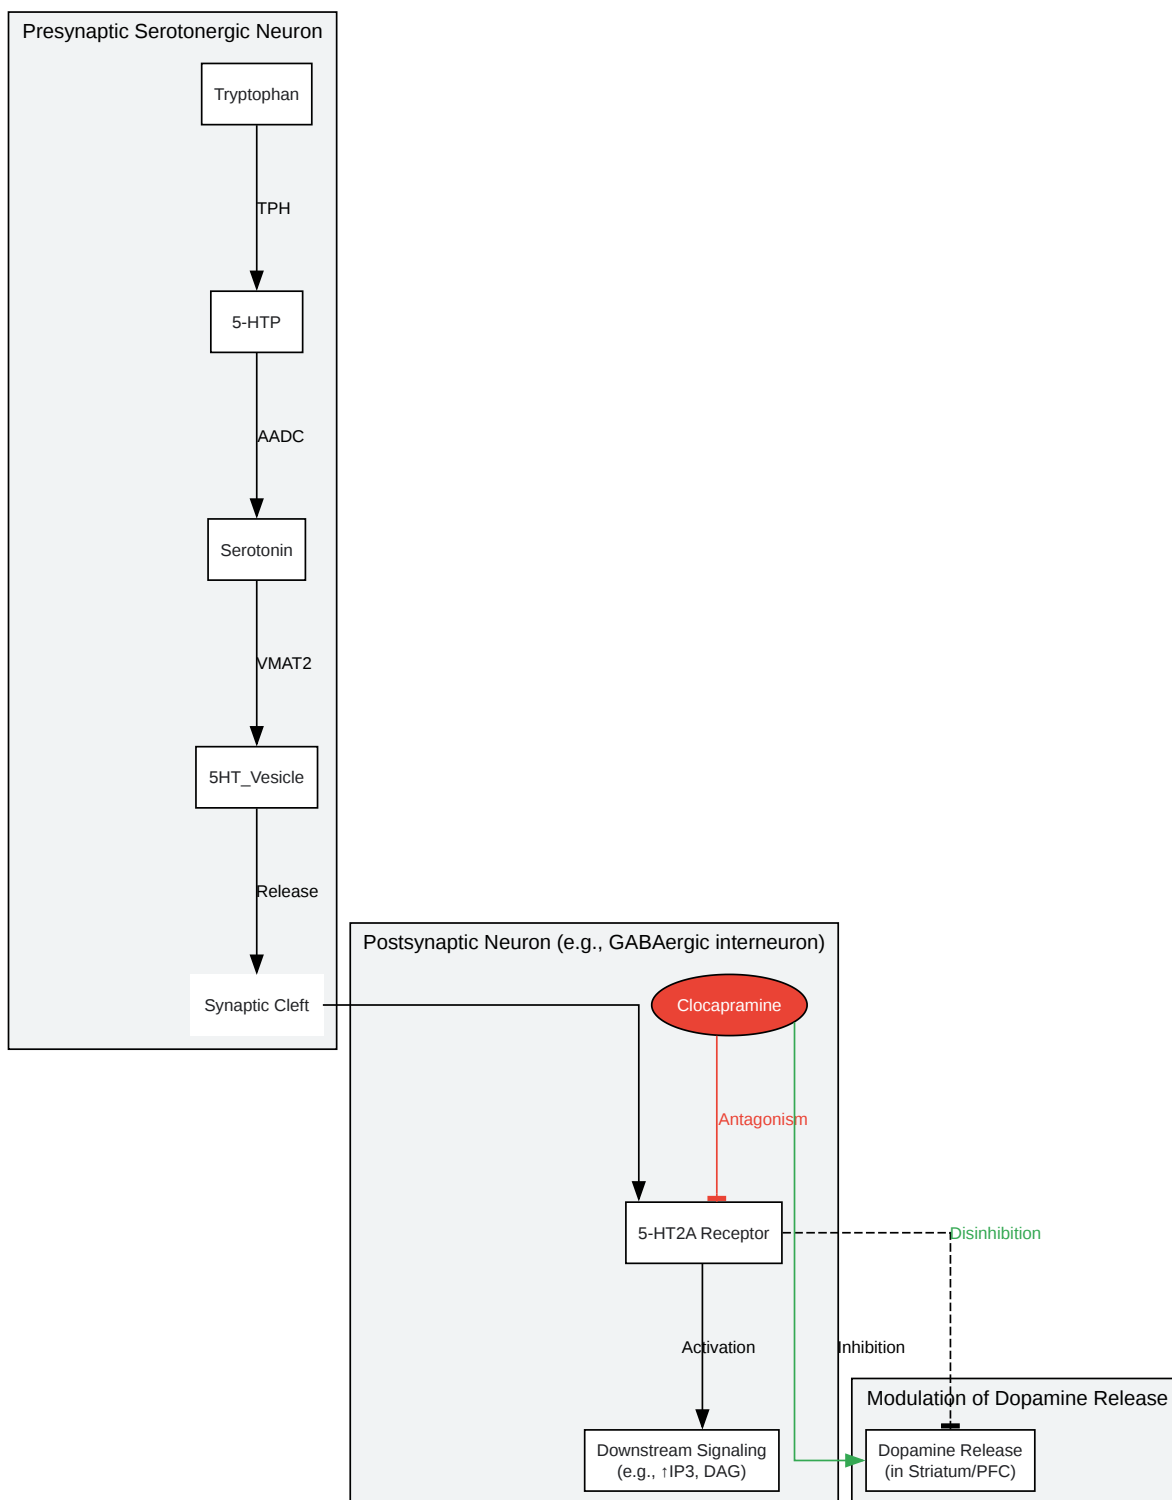 Presynaptic Serotonergic Neuron
Tryptophan
TPH
5-HTP
AADC
Serotonin
VMAT2
5HT_Vesicle
Release
Synaptic Cleft
Postsynaptic Neuron (e.g., GABAergic interneuron)
Clocapramine
Antagonism
5-HT2A Receptor
Disinhibition
Activation
Inhibition
Modulation of Dopamine Release
Downstream Signaling
(e.g., ↑IP3, DAG)
Dopamine Release
(in Striatum/PFC)